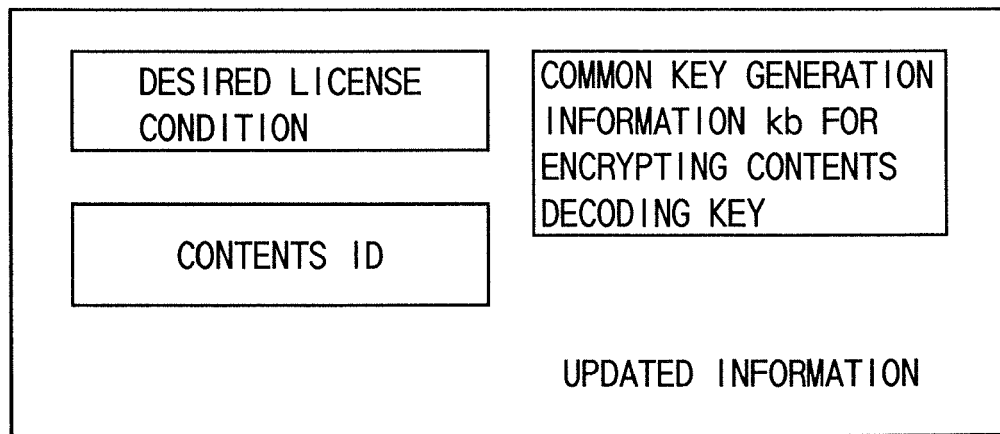 DESIRED LICENSE
CONDITION
COMMON KEY GENERATION
INFORMATION kb FOR
ENCRYPTING CONTENTS
DECODING KEY
CONTENTS ID
UPDATED INFORMATION